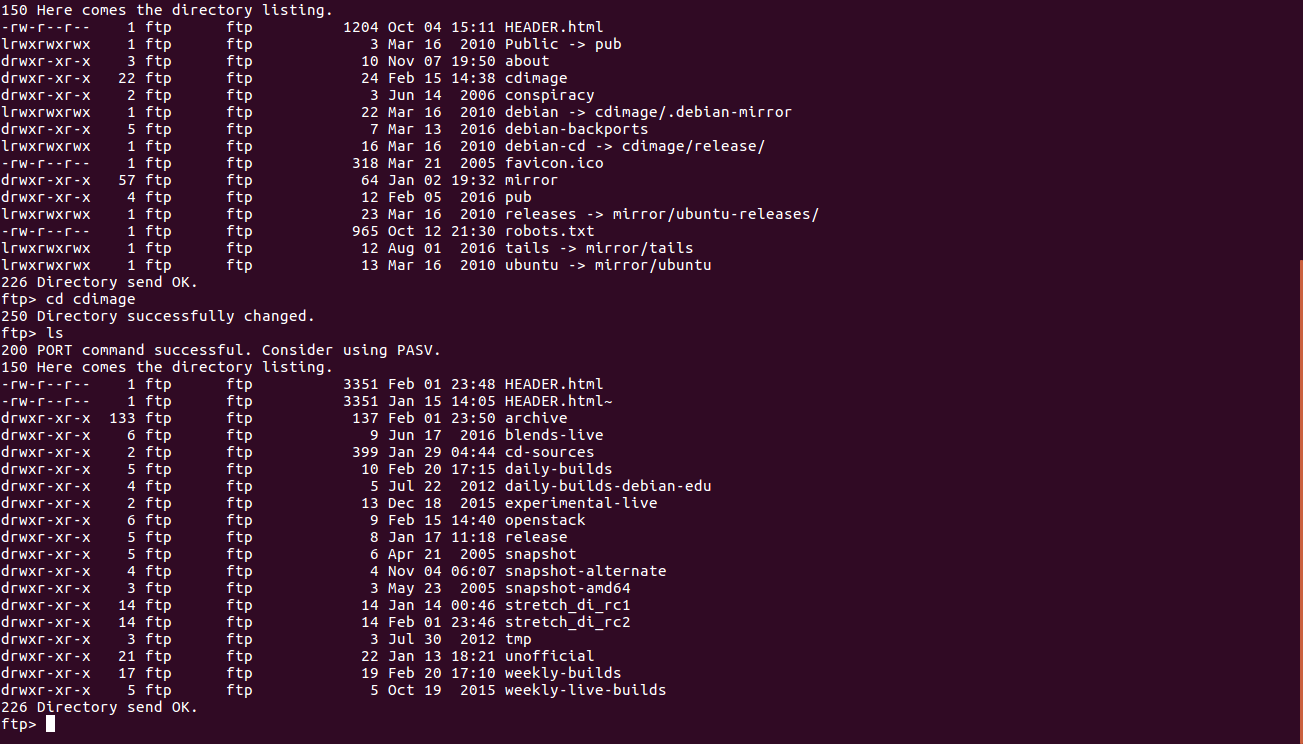 150 Here comes the directory listing.
-rw-r--r--    1 ftp      ftp          1204 Oct 04 15:11 HEADER.html
lrwxrwxrwx    1 ftp      ftp             3 Mar 16  2010 Public -> pub
drwxr-xr-x    3 ftp      ftp            10 Nov 07 19:50 about
drwxr-xr-x   22 ftp      ftp            24 Feb 15 14:38 cdimage
drwxr-xr-x    2 ftp      ftp             3 Jun 14  2006 conspiracy
lrwxrwxrwx    1 ftp      ftp            22 Mar 16  2010 debian -> cdimage/.debian-mirror
drwxr-xr-x    5 ftp      ftp             7 Mar 13  2016 debian-backports
lrwxrwxrwx    1 ftp      ftp            16 Mar 16  2010 debian-cd -> cdimage/release/
-rw-r--r--    1 ftp      ftp           318 Mar 21  2005 favicon.ico
drwxr-xr-x   57 ftp      ftp            64 Jan 02 19:32 mirror
drwxr-xr-x    4 ftp      ftp            12 Feb 05  2016 pub
lrwxrwxrwx    1 ftp      ftp            23 Mar 16  2010 releases -> mirror/ubuntu-releases/
-rw-r--r--    1 ftp      ftp           965 Oct 12 21:30 robots.txt
lrwxrwxrwx    1 ftp      ftp            12 Aug 01  2016 tails -> mirror/tails
lrwxrwxrwx    1 ftp      ftp            13 Mar 16  2010 ubuntu -> mirror/ubuntu
226 Directory send OK.
ftp> cd cdimage
250 Directory successfully changed.
ftp> ls
200 PORT command successful. Consider using PASV.
150 Here comes the directory listing.
-rw-r--r--    1 ftp      ftp          3351 Feb 01 23:48 HEADER.html
-rw-r--r--    1 ftp      ftp          3351 Jan 15 14:05 HEADER.html~
drwxr-xr-x  133 ftp      ftp           137 Feb 01 23:50 archive
drwxr-xr-x    6 ftp      ftp             9 Jun 17  2016 blends-live
drwxr-xr-x    2 ftp      ftp           399 Jan 29 04:44 cd-sources
drwxr-xr-x    5 ftp      ftp            10 Feb 20 17:15 daily-builds
drwxr-xr-x    4 ftp      ftp             5 Jul 22  2012 daily-builds-debian-edu
drwxr-xr-x    2 ftp      ftp            13 Dec 18  2015 experimental-live
drwxr-xr-x    6 ftp      ftp             9 Feb 15 14:40 openstack
drwxr-xr-x    5 ftp      ftp             8 Jan 17 11:18 release
drwxr-xr-x    5 ftp      ftp             6 Apr 21  2005 snapshot
drwxr-xr-x    4 ftp      ftp             4 Nov 04 06:07 snapshot-alternate
drwxr-xr-x    3 ftp      ftp             3 May 23  2005 snapshot-amd64
drwxr-xr-x   14 ftp      ftp            14 Jan 14 00:46 stretch_di_rc1
drwxr-xr-x   14 ftp      ftp            14 Feb 01 23:46 stretch_di_rc2
drwxr-xr-x    3 ftp      ftp             3 Jul 30  2012 tmp
drwxr-xr-x   21 ftp      ftp            22 Jan 13 18:21 unofficial
drwxr-xr-x   17 ftp      ftp            19 Feb 20 17:10 weekly-builds
drwxr-xr-x    5 ftp      ftp             5 Oct 19  2015 weekly-live-builds
226 Directory send OK.
ftp>